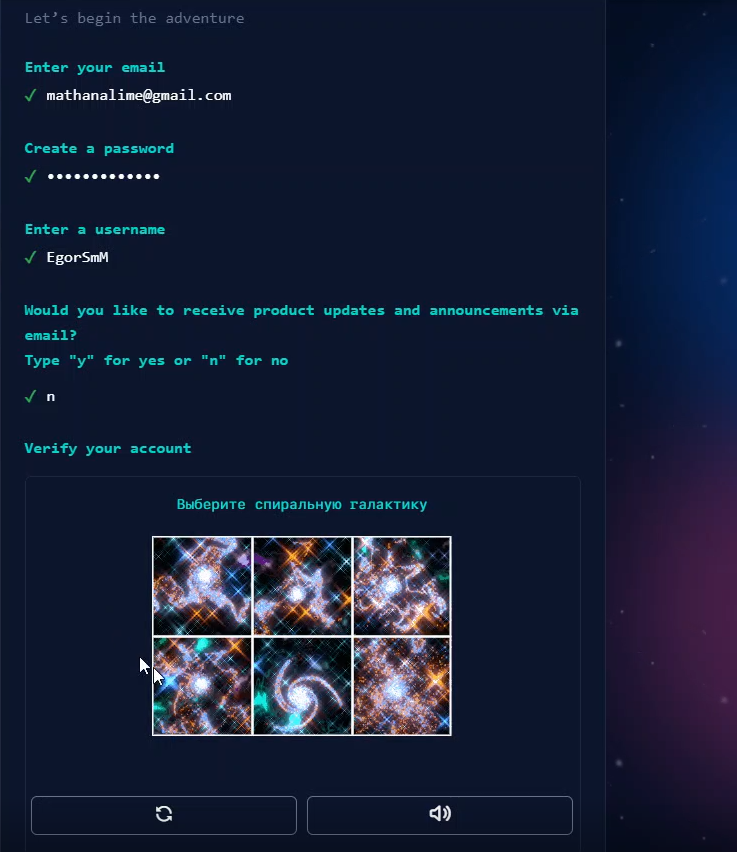 Let’s begin the adventure
Enter your email
✓ mathanalime@gmail.com
Create a password
✓ •••••••••••••
Enter a username
✓ EgorSmM
Would you like to receive product updates and announcements via
email?
Type "y" for yes or "n" for no
✓ n
Verify your account
Выберите спиральную галактику